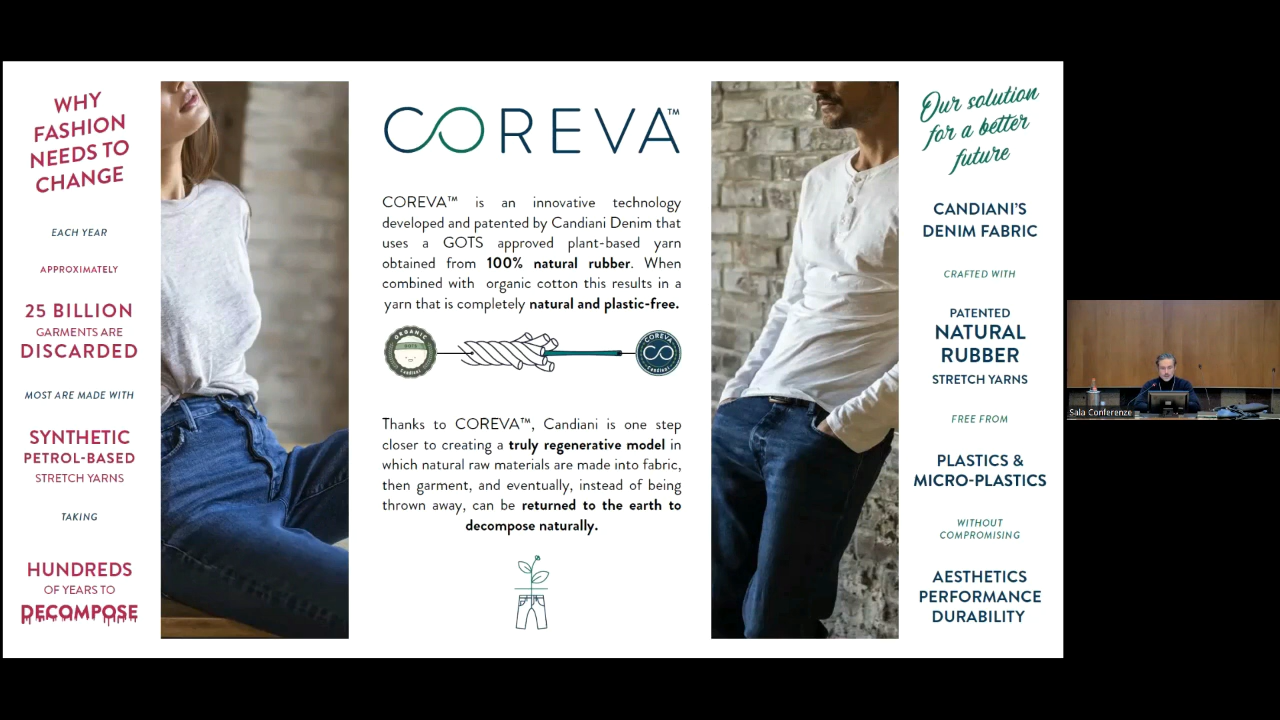 WHY
FASHION
NEEDS TO
CHANGE
EACH YEAR
APPROXIMATELY
25 BILLION
GARMENTS ARE
DISCARDED
MOST ARE MADE WITH
SYNTHETIC
PETROL-BASED
STRETCH YARNS
TAKING
HUNDREDS
OF YEARS TO
DECOMPOSE
COREVA™
COREVA™ is an innovative technology
developed and patented by Candiani Denim that
uses a GOTS approved plant-based yarn
obtained from 100% natural rubber. When
combined with organic cotton this results in a
yarn that is completely natural and plastic-free.
ORGANIC
GOTS
Candiani
COREVA
Candiani
Thanks to COREVA™, Candiani is one step
closer to creating a truly regenerative model in
which natural raw materials are made into fabric,
then garment, and eventually, instead of being
thrown away, can be returned to the earth to
decompose naturally.
Our solution
for a better
future
CANDIANI'S
DENIM FABRIC
CRAFTED WITH
PATENTED
NATURAL
RUBBER
STRETCH YARNS
FREE FROM
PLASTICS &
MICRO-PLASTICS
WITHOUT
COMPROMISING
AESTHETICS
PERFORMANCE
DURABILITY
Sala Conferenze